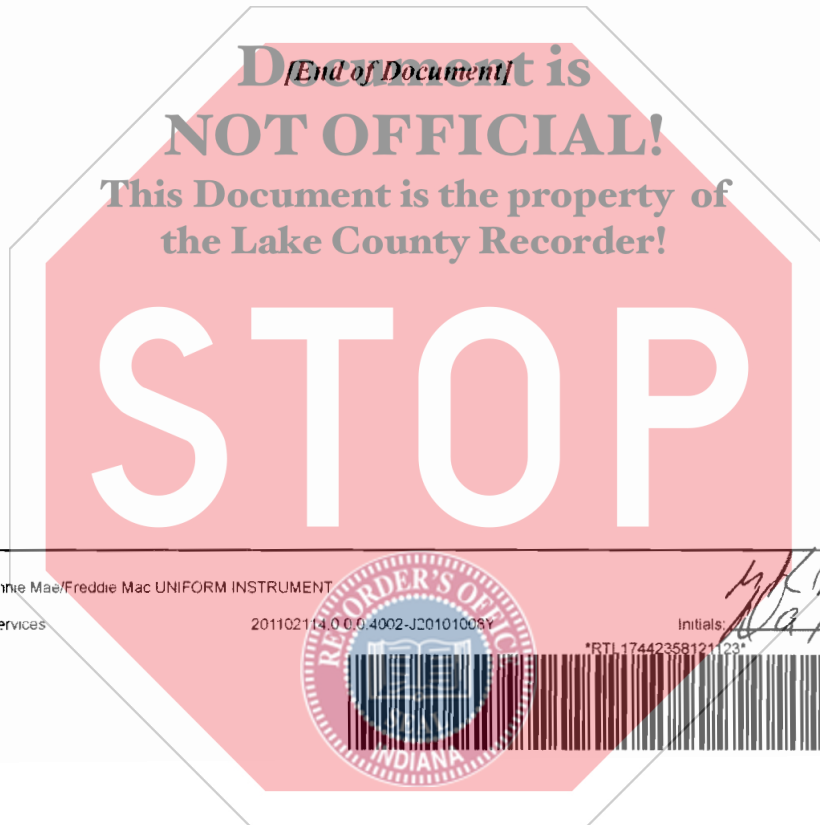 Document is
[End of Document]
NOT OFFICIAL!
This Document is the property of
the Lake County Recorder!
STOP
nnie Mae/Freddie Mac UNIFORM INSTRUMENT
ervices 201102114.0.0.0.4002-J20101008Y Initials:
*RTL17442358121123*
RECORDER'S OFFICE
SEAL
INDIANA